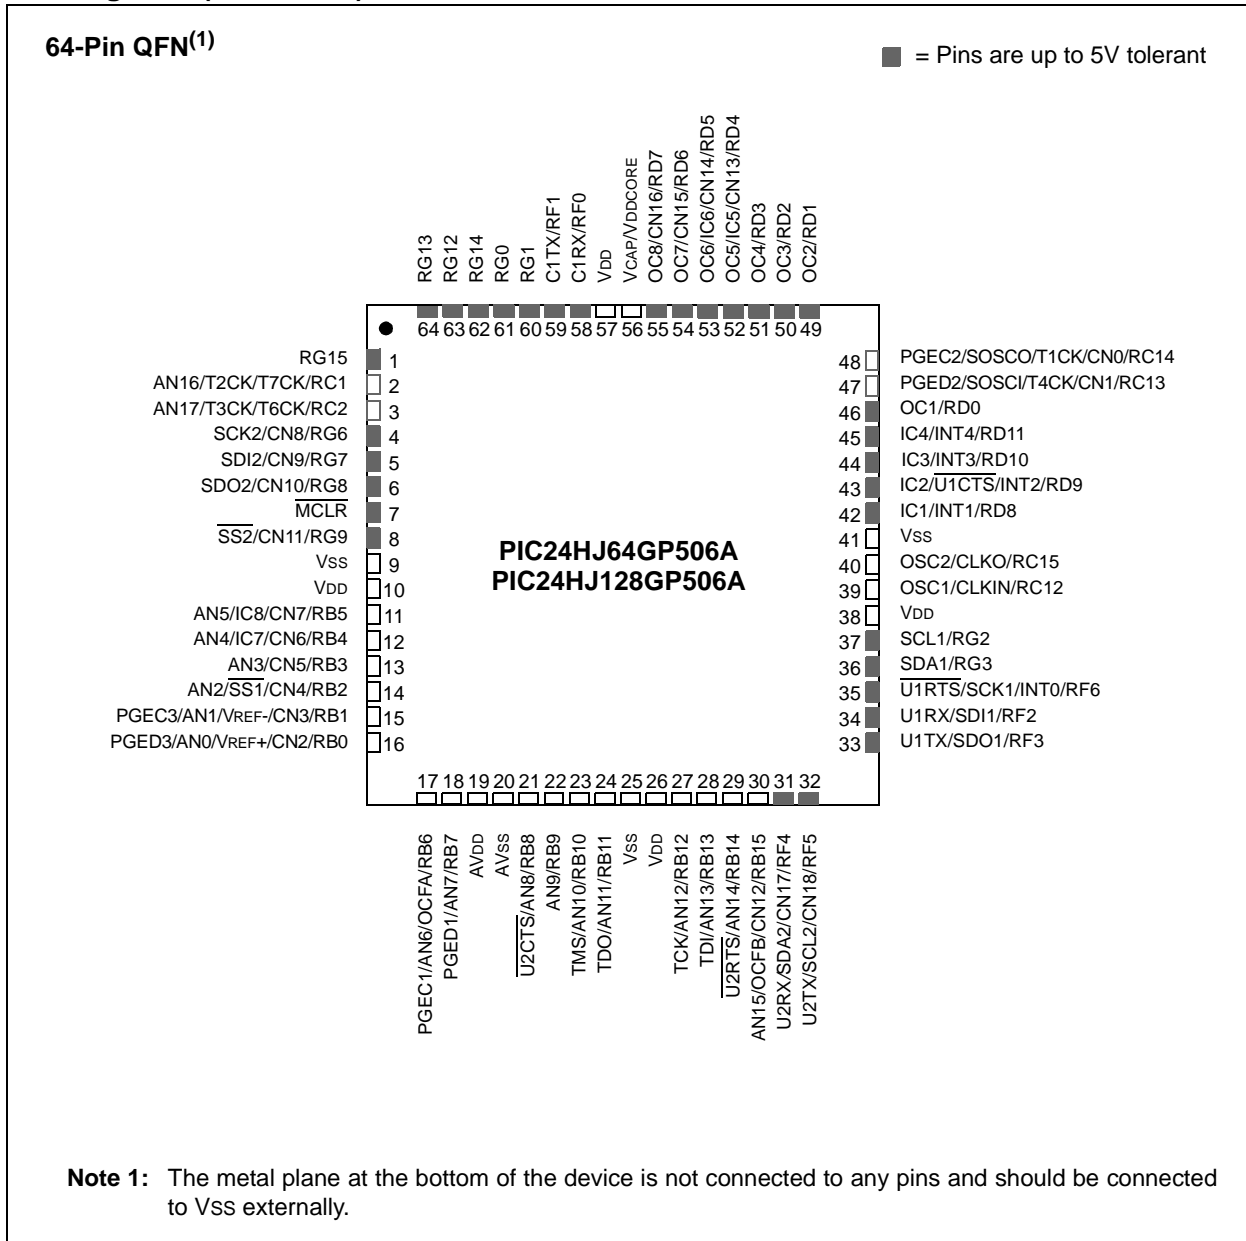 64-Pin QFN(1)
= Pins are up to 5V tolerant
RG13
RG12
RG14
RG0
RG1
C1TX/RF1
C1RX/RF0
VDD
VCAP/VDDCORE
OC8/CN16/RD7
OC7/CN15/RD6
OC6/IC6/CN14/RD5
OC5/IC5/CN13/RD4
OC4/RD3
OC3/RD2
OC2/RD1
64 63 62 61 60 59 58 57 56 55 54 53 52 51 50 49
RG15 1
AN16/T2CK/T7CK/RC1 2
AN17/T3CK/T6CK/RC2 3
SCK2/CN8/RG6 4
SDI2/CN9/RG7 5
SDO2/CN10/RG8 6
MCLR 7
SS2/CN11/RG9 8
VSS 9
VDD 10
AN5/IC8/CN7/RB5 11
AN4/IC7/CN6/RB4 12
AN3/CN5/RB3 13
AN2/SS1/CN4/RB2 14
PGEC3/AN1/VREF-/CN3/RB1 15
PGED3/AN0/VREF+/CN2/RB0 16
PIC24HJ64GP506A
PIC24HJ128GP506A
48 PGEC2/SOSCO/T1CK/CN0/RC14
47 PGED2/SOSCI/T4CK/CN1/RC13
46 OC1/RD0
45 IC4/INT4/RD11
44 IC3/INT3/RD10
43 IC2/U1CTS/INT2/RD9
42 IC1/INT1/RD8
41 VSS
40 OSC2/CLKO/RC15
39 OSC1/CLKIN/RC12
38 VDD
37 SCL1/RG2
36 SDA1/RG3
35 U1RTS/SCK1/INT0/RF6
34 U1RX/SDI1/RF2
33 U1TX/SDO1/RF3
17 18 19 20 21 22 23 24 25 26 27 28 29 30 31 32
PGEC1/AN6/OCFA/RB6
PGED1/AN7/RB7
AVDD
AVSS
U2CTS/AN8/RB8
AN9/RB9
TMS/AN10/RB10
TDO/AN11/RB11
VSS
VDD
TCK/AN12/RB12
TDI/AN13/RB13
U2RTS/AN14/RB14
AN15/OCFB/CN12/RB15
U2RX/SDA2/CN17/RF4
U2TX/SCL2/CN18/RF5
Note 1: The metal plane at the bottom of the device is not connected to any pins and should be connected
to VSS externally.